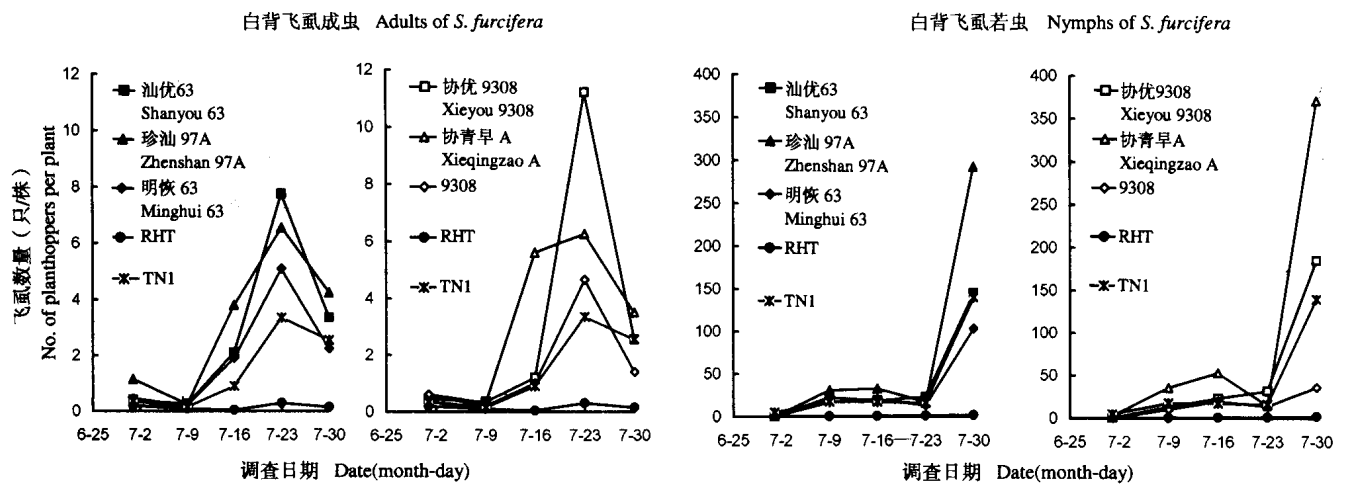 白背飞虱成虫 Adults of S. furcifera
白背飞虱若虫 Nymphs of S. furcifera
飞虱数量(只/株)
No. of planthoppers per plant
12
10
8
6
4
2
0
汕优63
Shanyou 63
珍汕 97A
Zhenshan 97A
明恢 63
Minghui 63
RHT
TN1
6-25 7-2 7-9 7-16 7-23 7-30
12
10
8
6
4
2
0
协优 9308
Xieyou 9308
协青早 A
Xieqingzao A
9308
RHT
TN1
6-25 7-2 7-9 7-16 7-23 7-30
调查日期 Date(month-day)
400
350
300
250
200
150
100
50
0
汕优63
Shanyou 63
珍汕 97A
Zhenshan 97A
明恢 63
Minghui 63
RHT
TN1
6-25 7-2 7-9 7-16 7-23 7-30
400
350
300
250
200
150
100
50
0
协优9308
Xieyou 9308
协青早A
Xieqingzao A
9308
RHT
TN1
6-25 7-2 7-9 7-16 7-23 7-30
调查日期 Date(month-day)